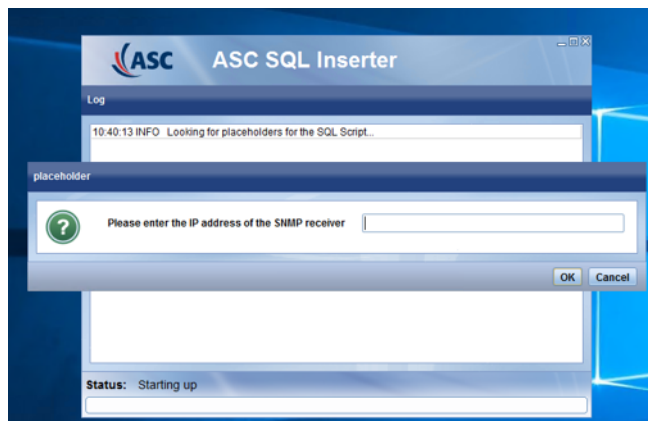 ASC ASC SQL Inserter
Log
10:40:13 INFO Looking for placeholders for the SQL Script...
placeholder
? Please enter the IP address of the SNMP receiver
OK Cancel
Status: Starting up